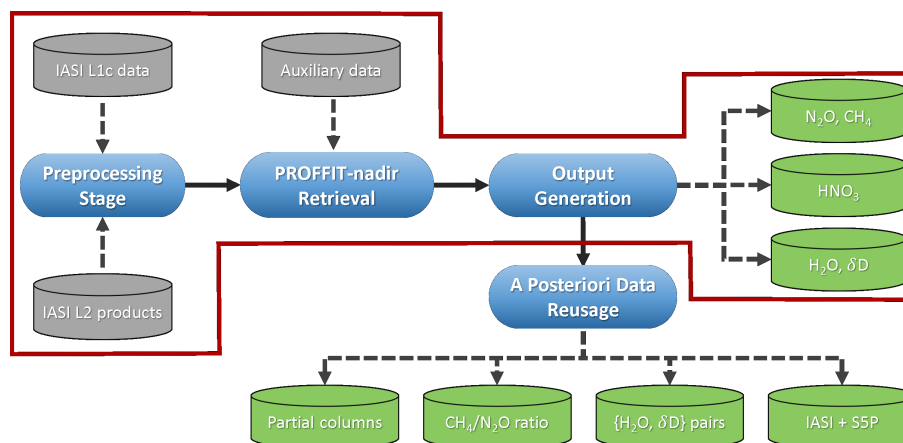 IASI L1c data
Auxiliary data
N₂O, CH₄
Preprocessing
Stage
PROFFIT-nadir
Retrieval
Output
Generation
HNO₃
H₂O, δD
IASI L2 products
A Posteriori Data
Reusage
Partial columns
CH₄/N₂O ratio
{H₂O, δD} pairs
IASI + S5P